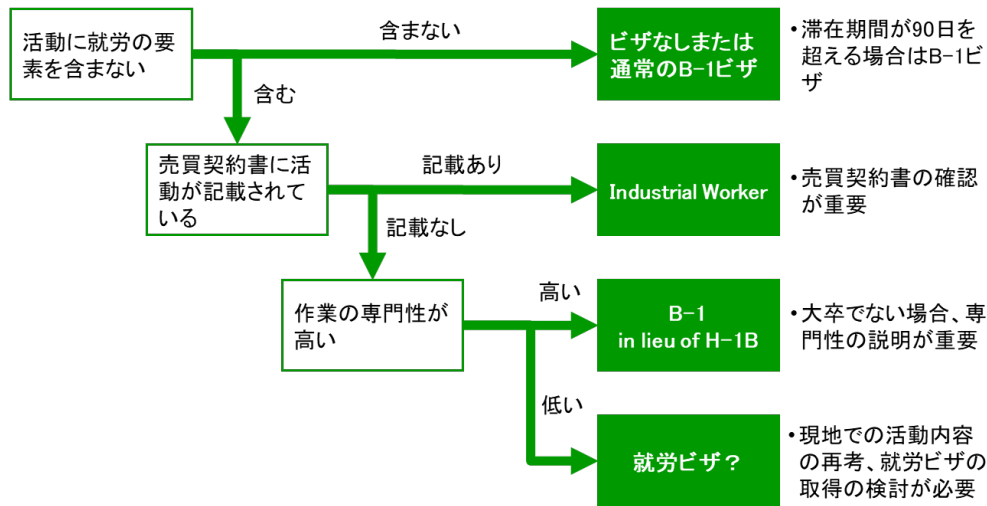 活動に就労の要
素を含まない
含まない
ビザなしまたは
通常のB-1ビザ
・滞在期間が90日を
超える場合はB-1ビ
ザ
含む
売買契約書に活
動が記載されて
いる
記載あり
Industrial Worker
・売買契約書の確認
が重要
記載なし
作業の専門性が
高い
高い
B-1
in lieu of H-1B
・大卒でない場合、専
門性の説明が重要
低い
就労ビザ？
・現地での活動内容
の再考、就労ビザの
取得の検討が必要